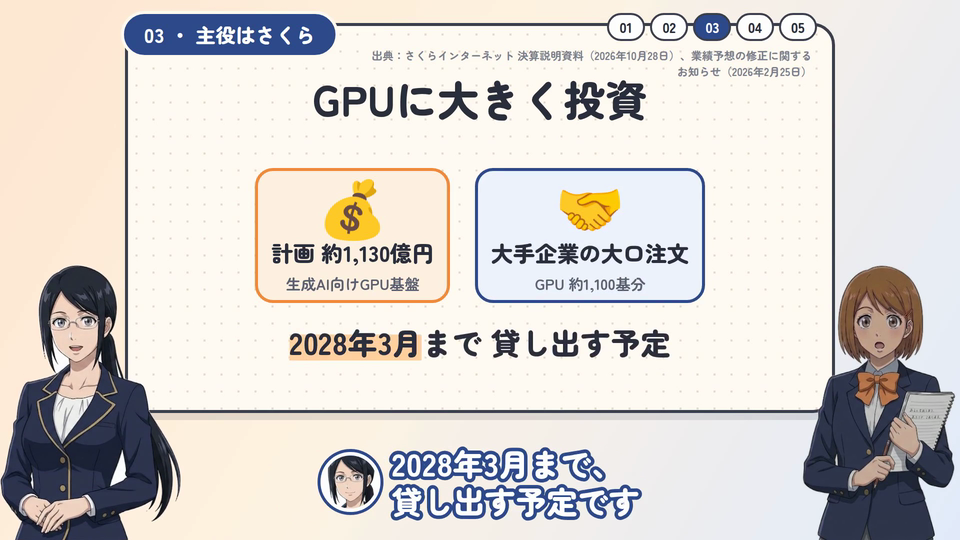 03 ・ 主役はさくら
01 02 03 04 05
出典：さくらインターネット 決算説明資料（2026年10月28日）、業績予想の修正に関する
お知らせ（2026年2月25日）
GPUに大きく投資
計画 約1,130億円
生成AI向けGPU基盤
大手企業の大口注文
GPU 約1,100基分
2028年3月まで 貸し出す予定
2028年3月まで、
貸し出す予定です